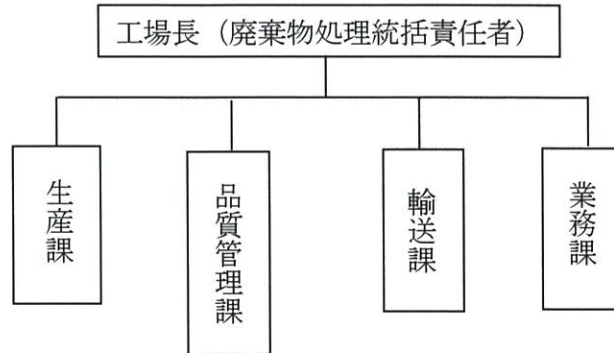 工場長（廃棄物処理統括責任者）
生産課
品質管理課
輸送課
業務課